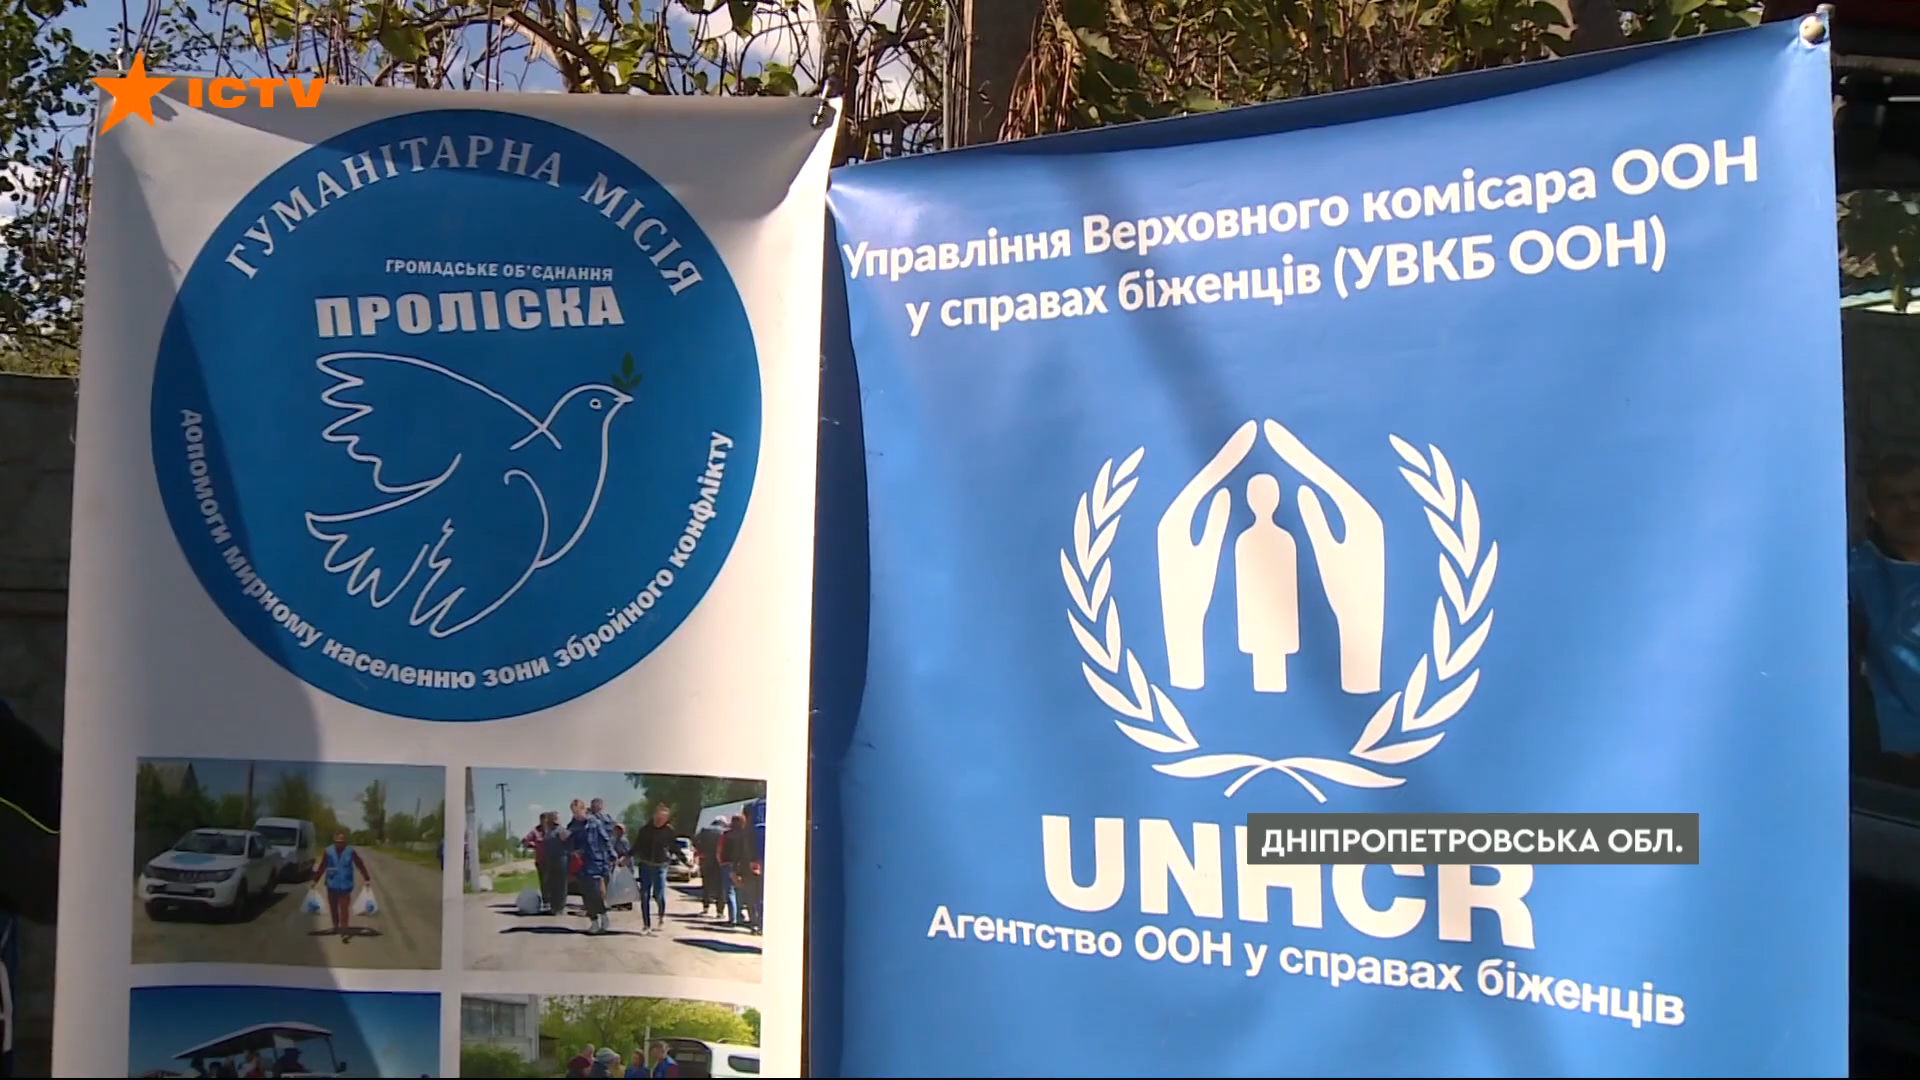 ICTV
ГУМАНІТАРНА МІСІЯ
ГРОМАДСЬКЕ ОБ'ЄДНАННЯ
ПРОЛІСКА
допомоги мирному населенню зони збройного конфлікту
Управління Верховного комісара ООН
у справах біженців (УВКБ ООН)
UNHCR
ДНІПРОПЕТРОВСЬКА ОБЛ.
Агентство ООН у справах біженців